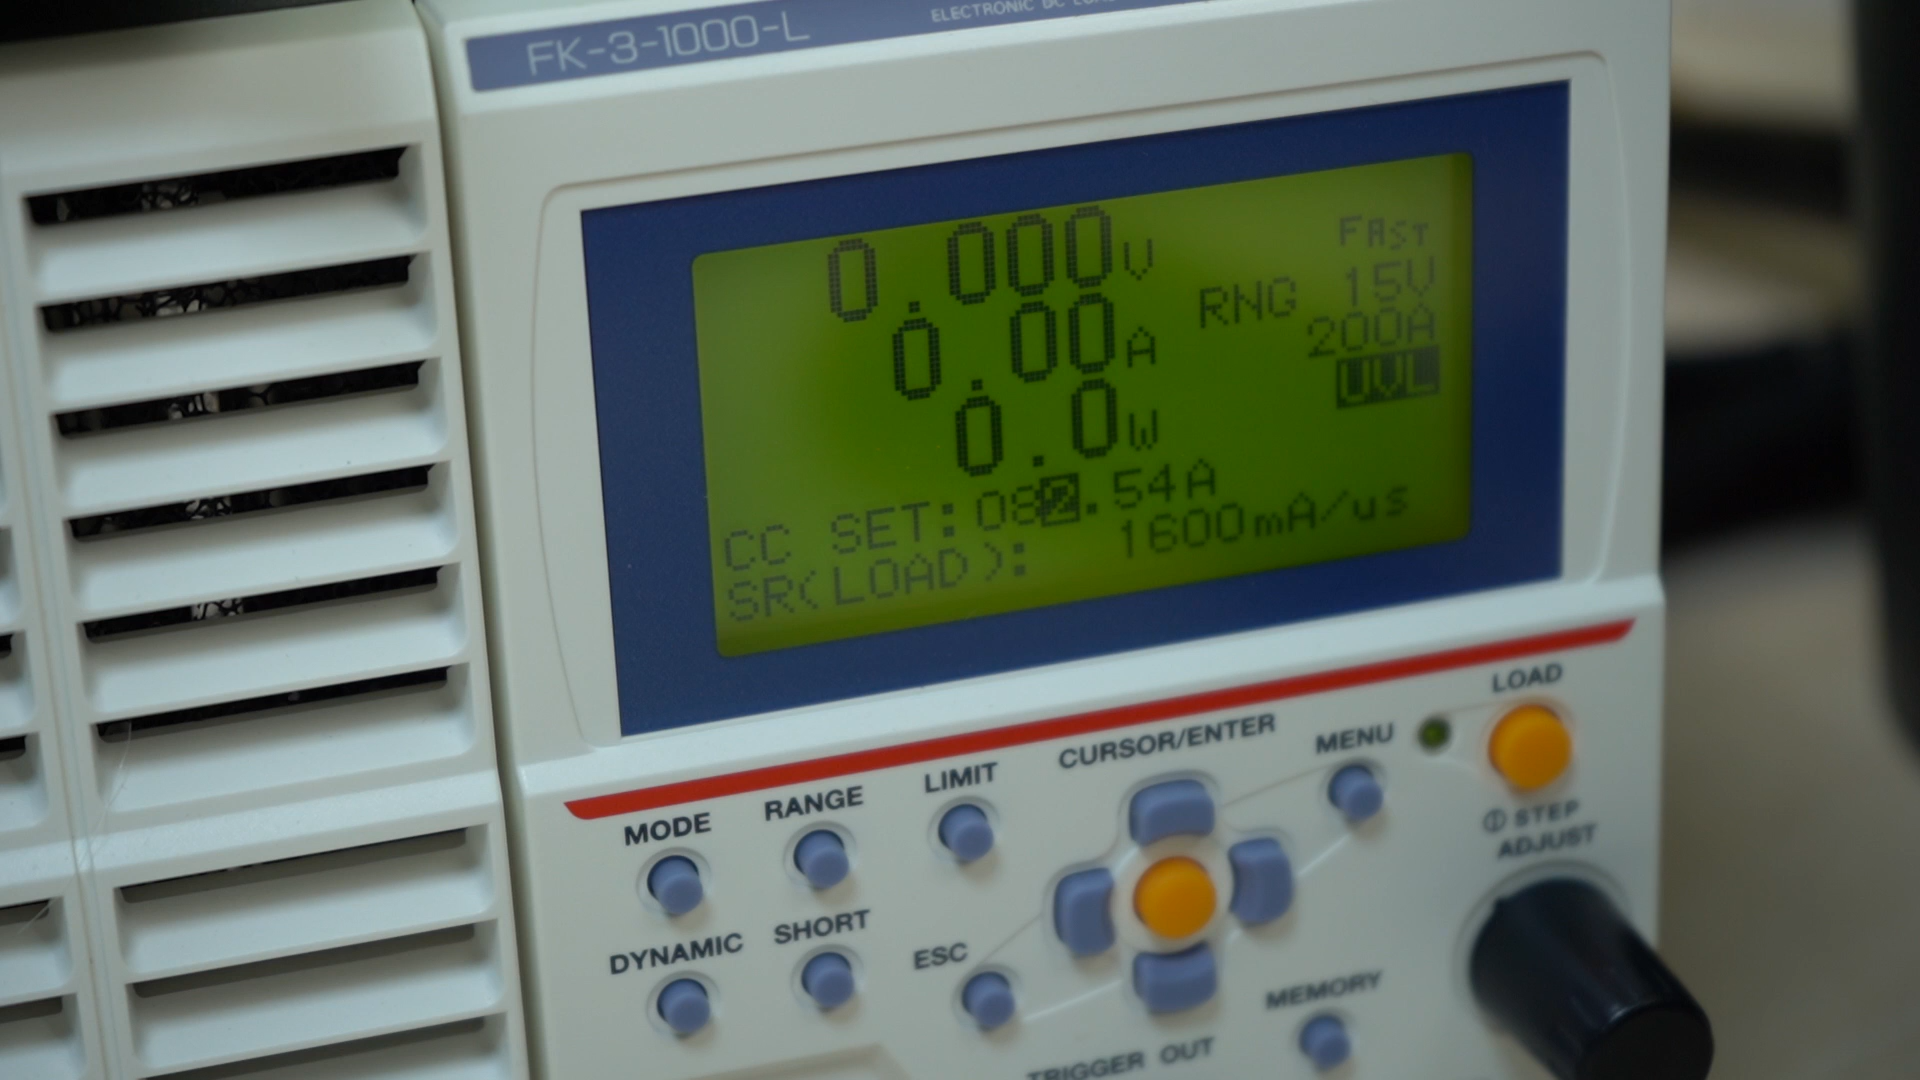 FK-3-1000-L
ELECTRONIC DC
0.000V
FAST
0.00A
RNG 15V
200A
0.0W
UVL
CC SET:082.54A
SR(LOAD): 1600mA/us
LOAD
MENU
CURSOR/ENTER
LIMIT
RANGE
MODE
STEP
ADJUST
DYNAMIC
SHORT
ESC
MEMORY
TRIGGER OUT